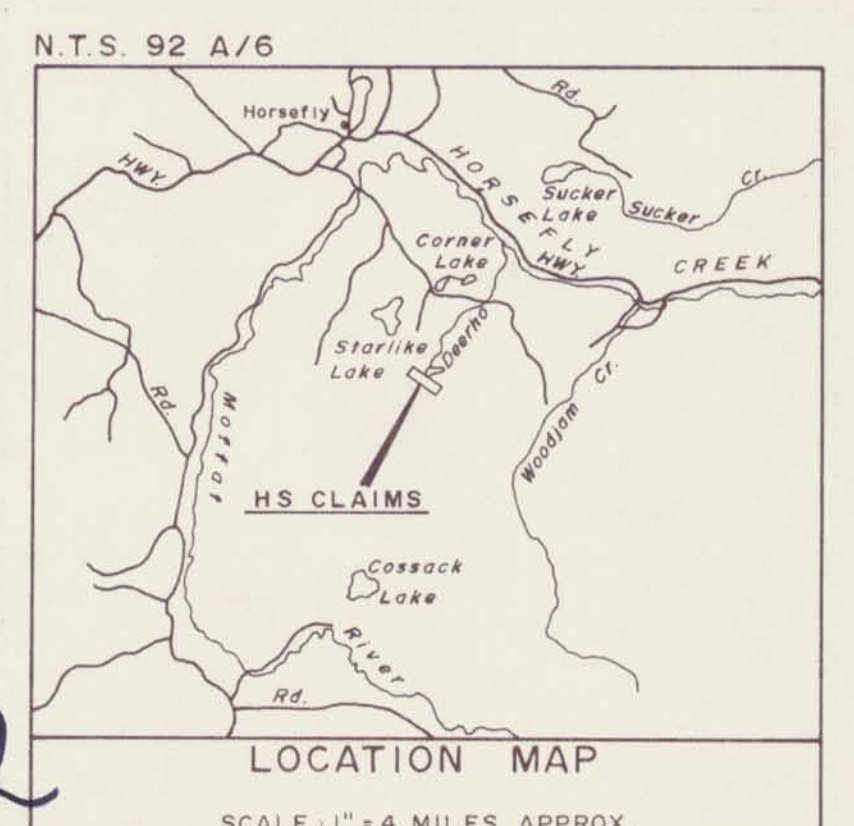 N.T.S. 92 A/6
Rd.
Horsefly
HWY.
HORSEFLY
HWY.
Sucker
Lake
Sucker
Cr.
Corner
Lake
CREEK
Starlike
Lake
Deerho
Rd.
Moffat
Cr.
Woodjam
HS CLAIMS
Cossack
Lake
River
Rd.
LOCATION MAP
SCALE : 1" = 4 MILES APPROX.